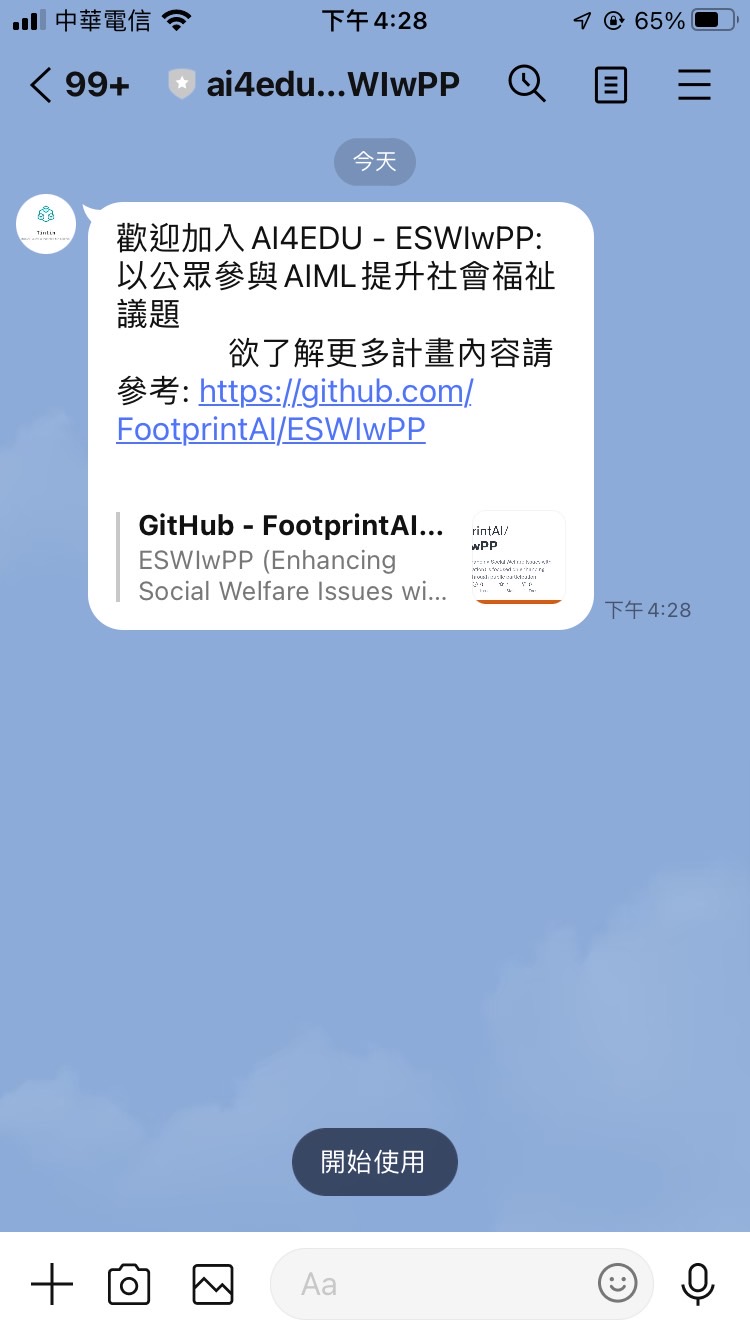 中華電信
下午4:28
65%
99+
ai4edu...WIwPP
今天
歡迎加入 AI4EDU - ESWIwPP:
以公眾參與AIML提升社會福祉
議題
欲了解更多計畫內容請
參考: https://github.com/
FootprintAI/ESWIwPP
GitHub - FootprintAI...
ESWIwPP (Enhancing
Social Welfare Issues wi...
rintAI/
wPP
下午4:28
開始使用
Aa